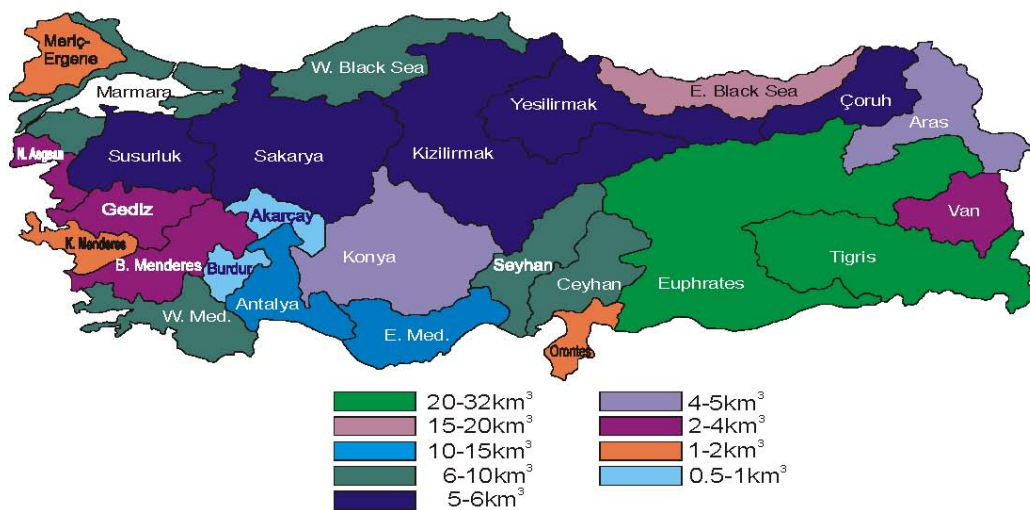 Meriç-
Ergene
Marmara
W. Black Sea
E. Black Sea
Yesilirmak
Çoruh
Aras
N. Aegean
Susurluk
Sakarya
Kizilirmak
Gediz
Akarçay
Van
K. Menderes
B. Menderes
Burdur
Konya
Seyhan
Tigris
Ceyhan
Euphrates
Antalya
W. Med.
E. Med.
Orontes
20-32km³
15-20km³
10-15km³
6-10km³
5-6km³
4-5km³
2-4km³
1-2km³
0.5-1km³